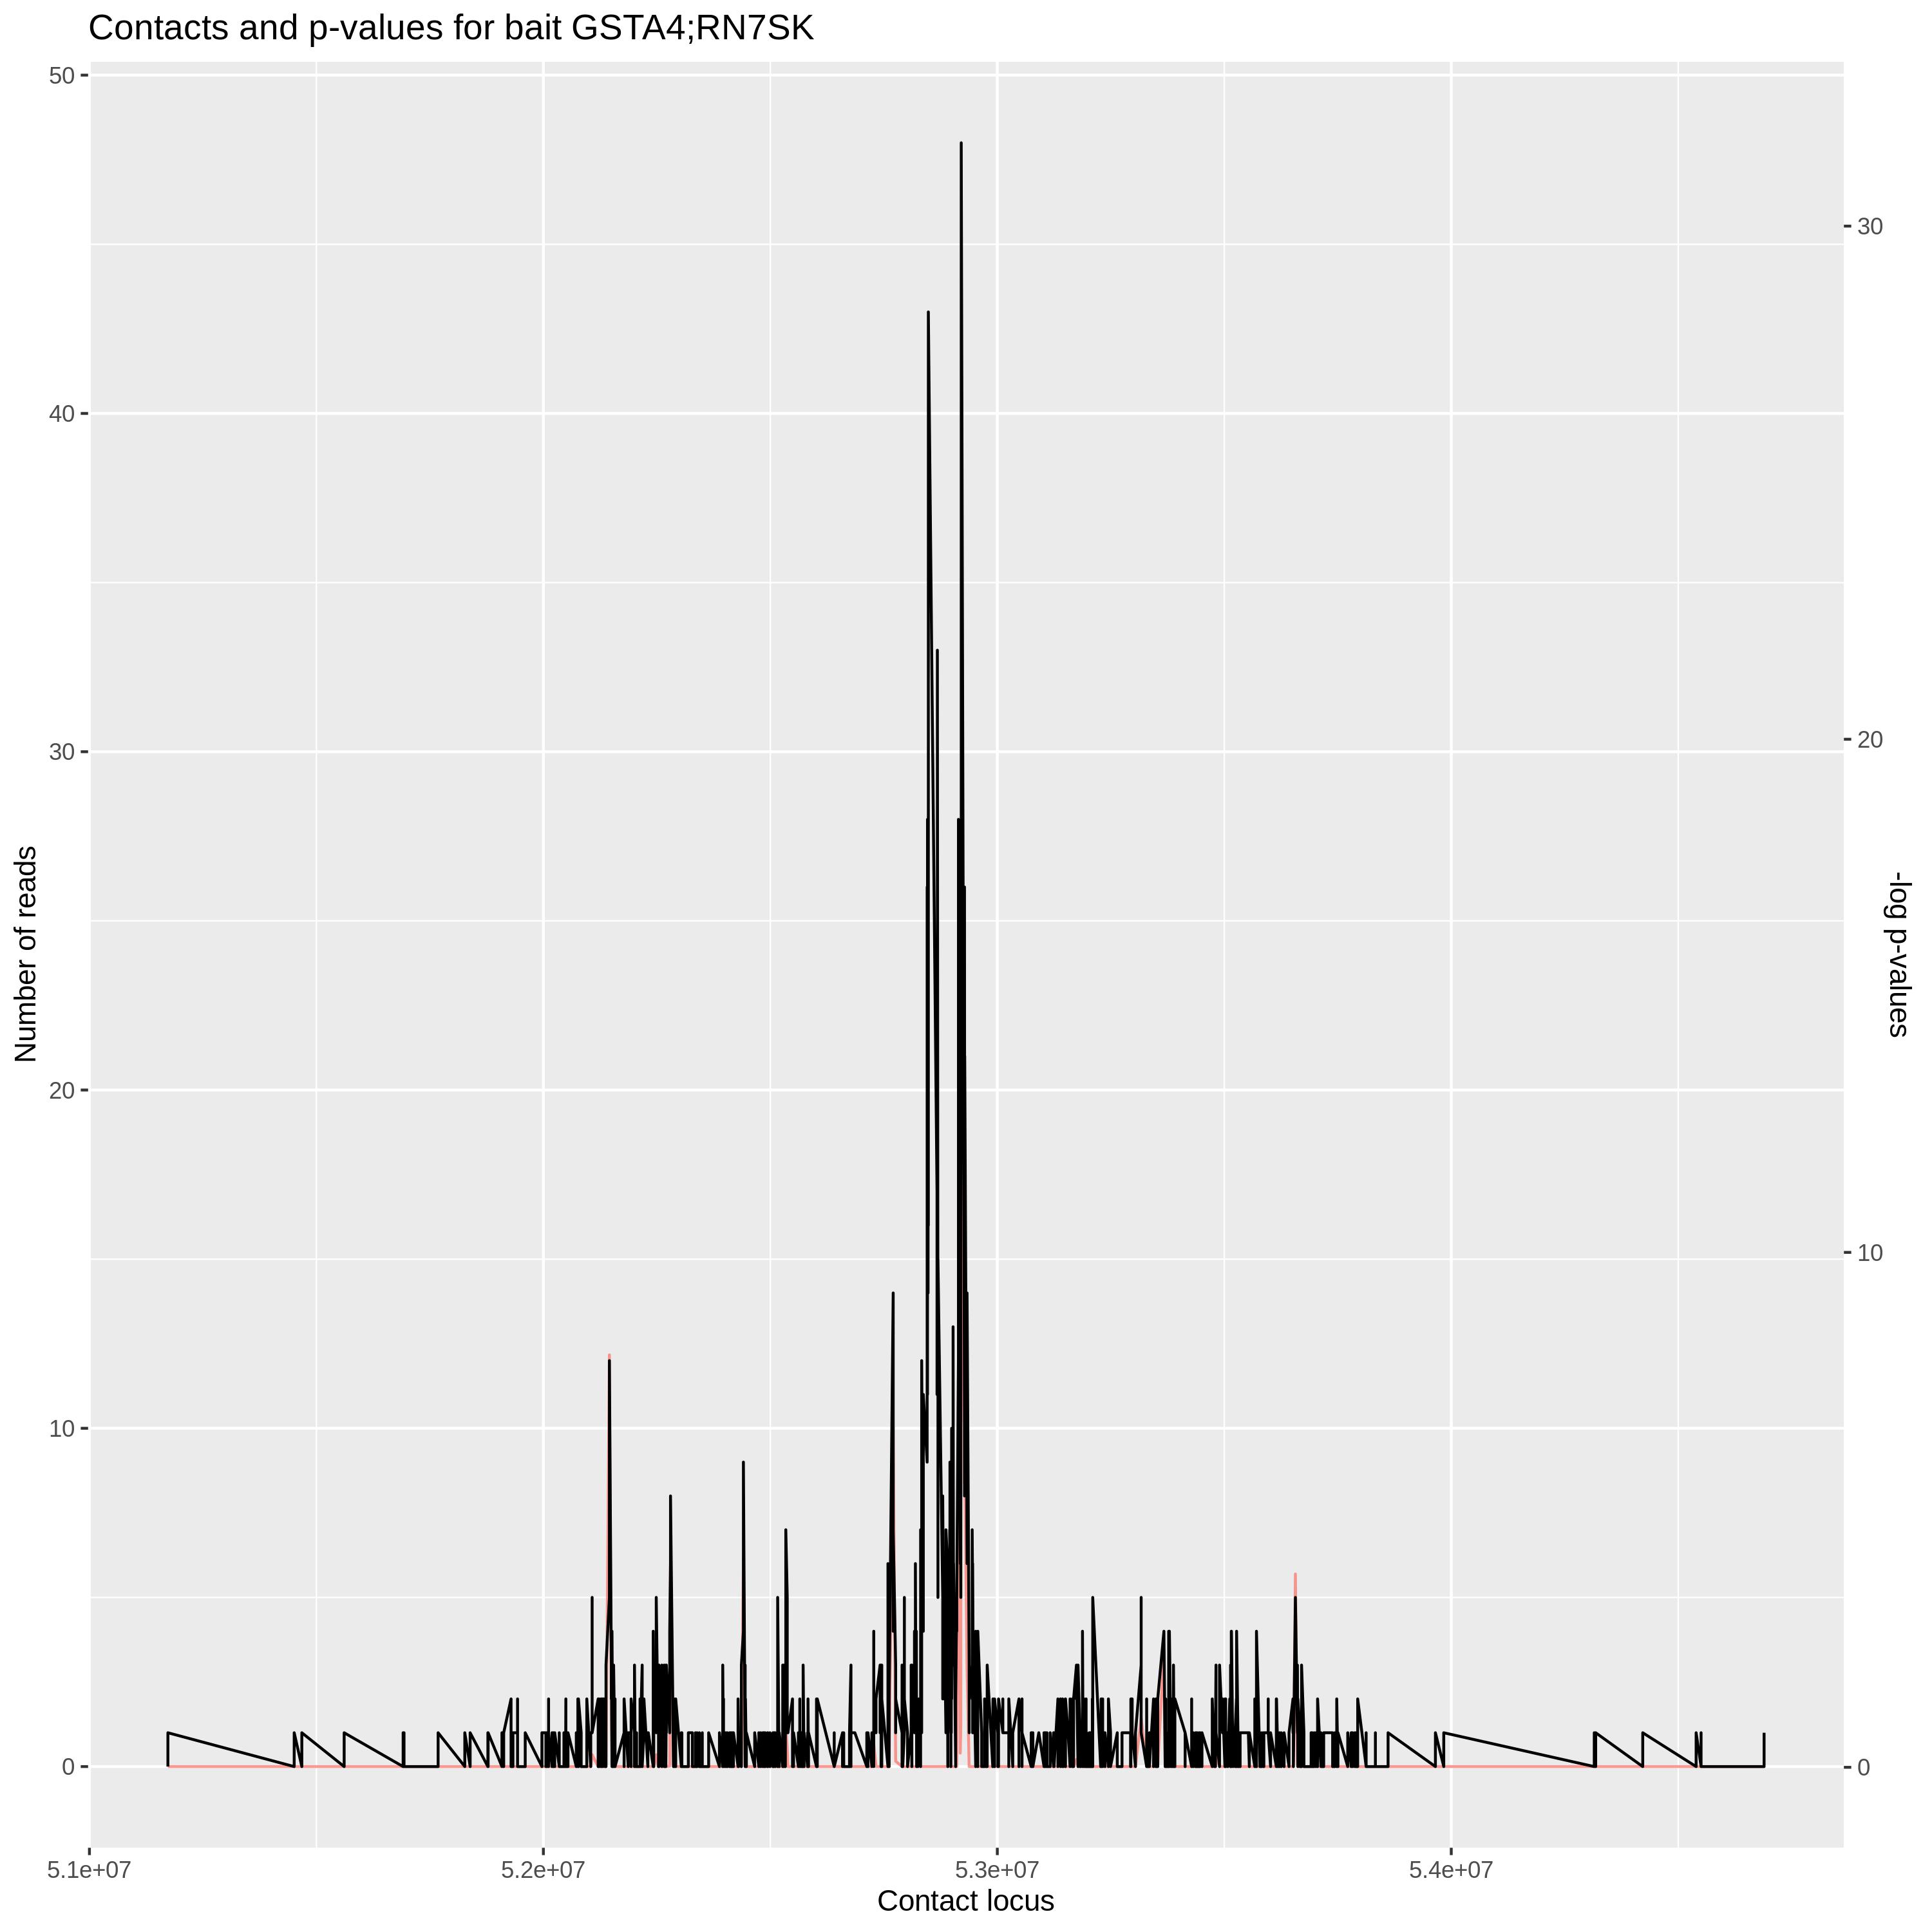 Contacts and p-values for bait GSTA4;RN7SK
50
40
30
20
10
0
Number of reads
30
20
10
0
-log p-values
5.1e+07 5.2e+07 5.3e+07 5.4e+07
Contact locus